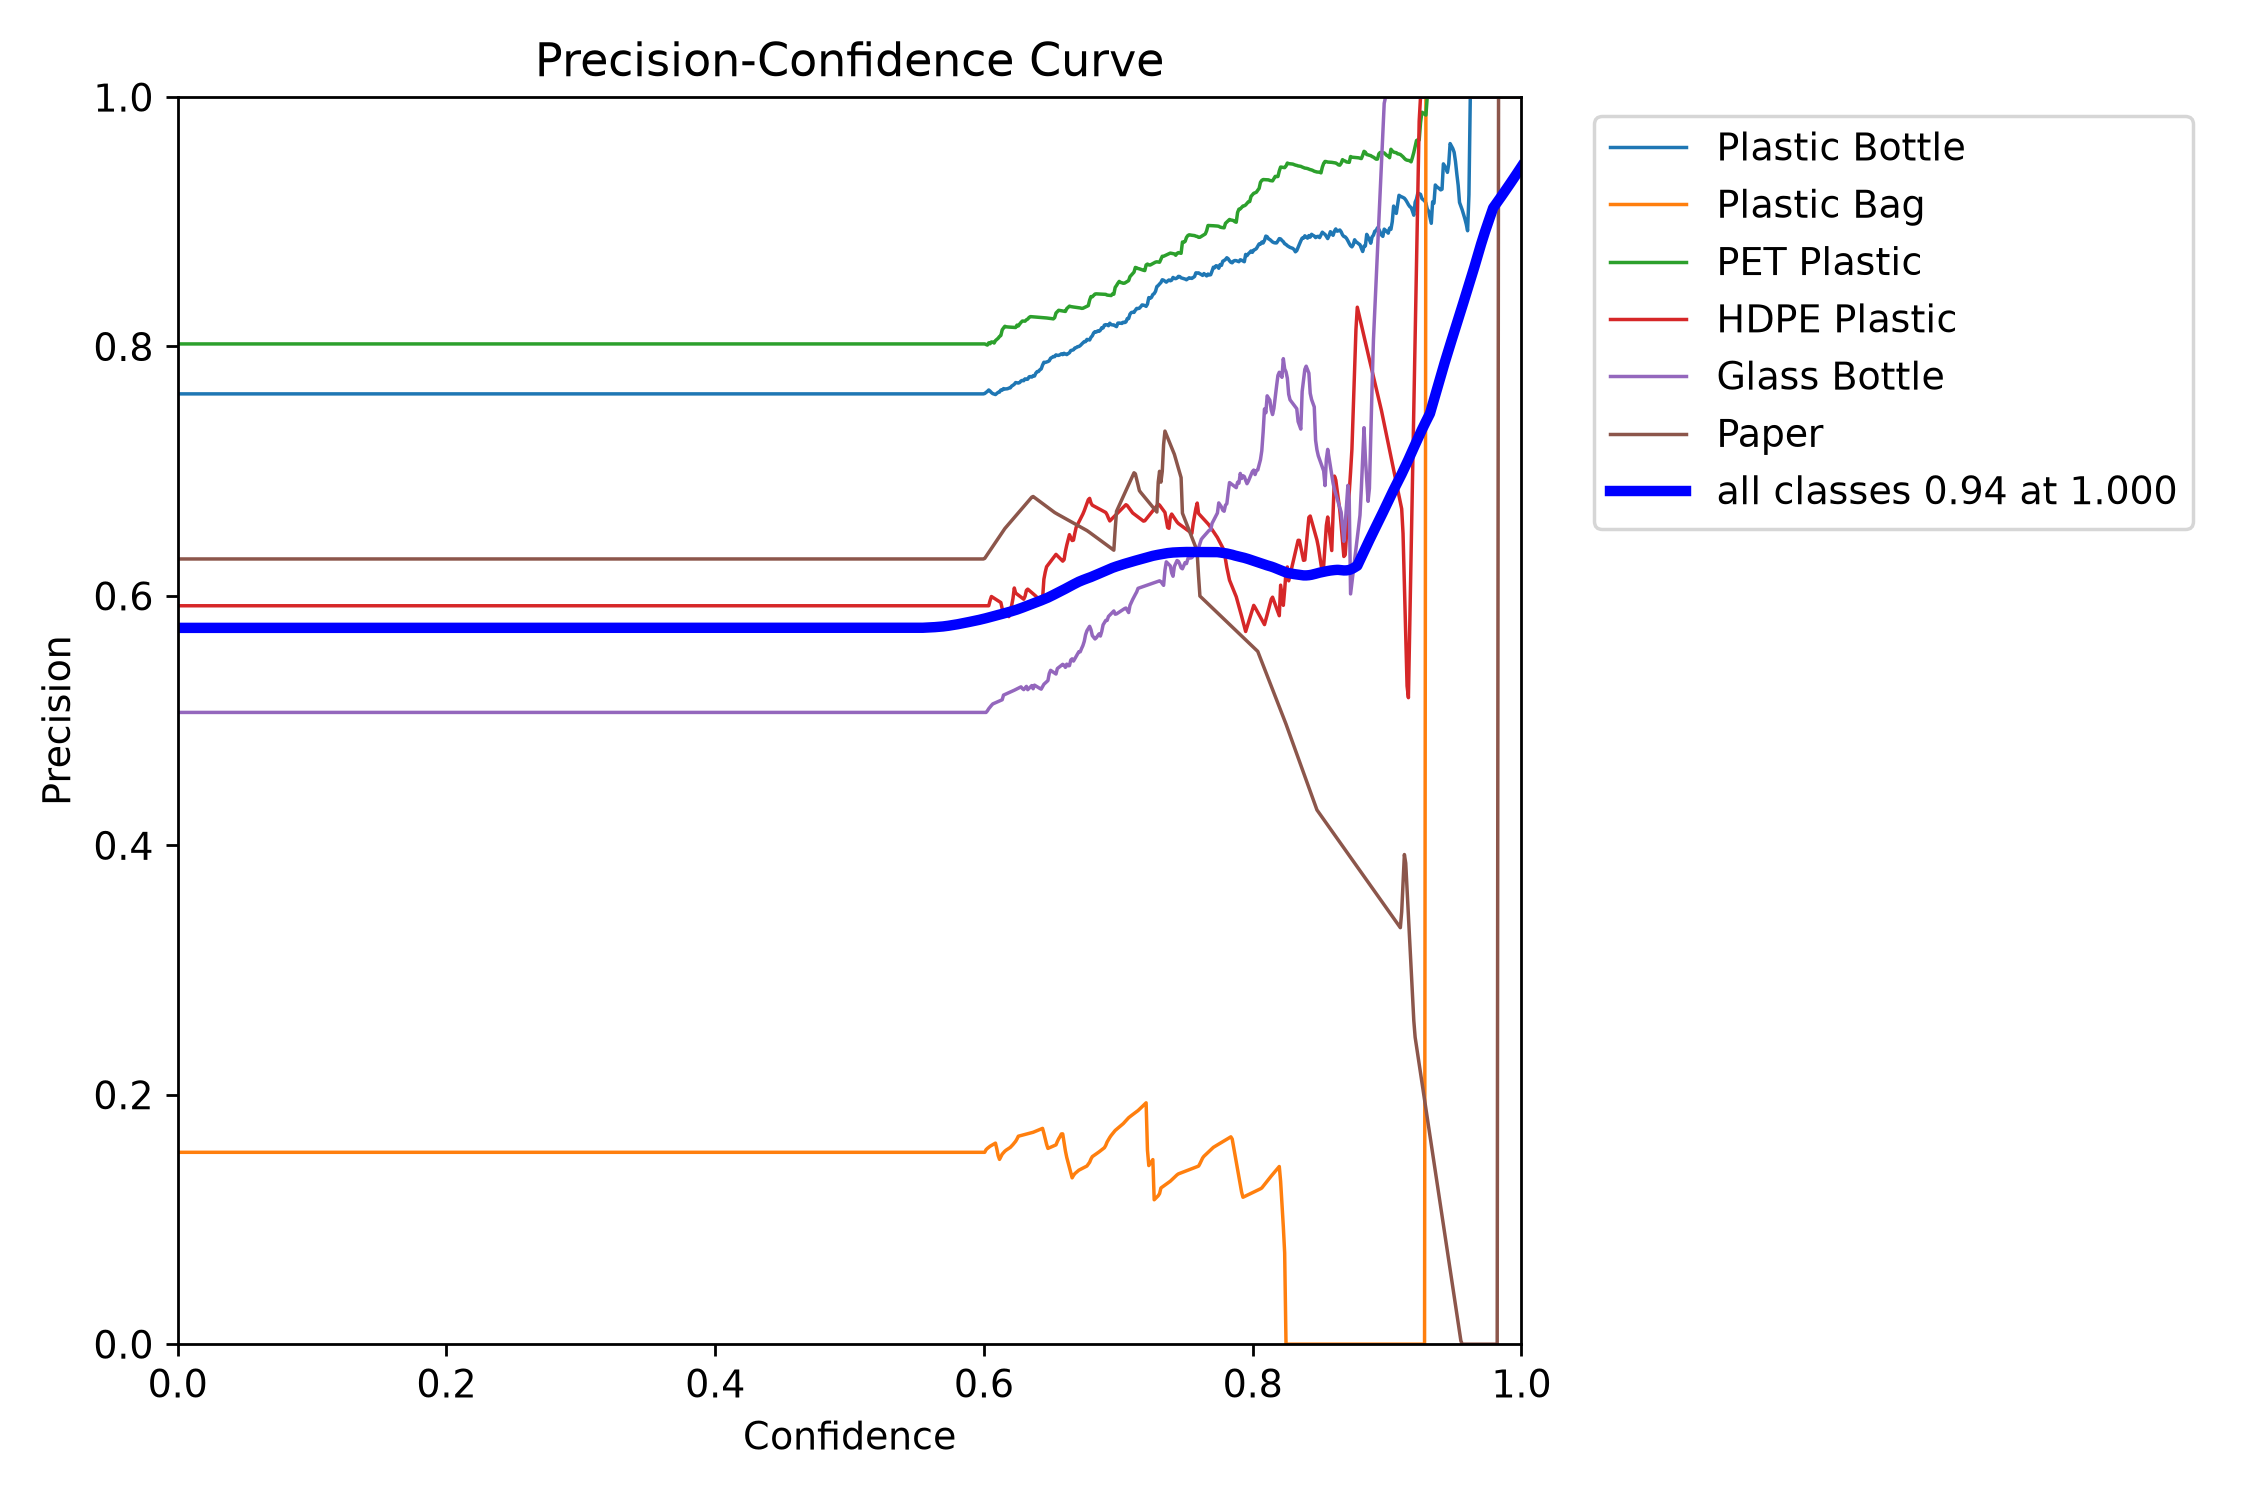 Precision-Confidence Curve
1.0
0.8
0.6
0.4
0.2
0.0
Precision
0.0 0.2 0.4 0.6 0.8 1.0
Confidence
Plastic Bottle
Plastic Bag
PET Plastic
HDPE Plastic
Glass Bottle
Paper
all classes 0.94 at 1.000